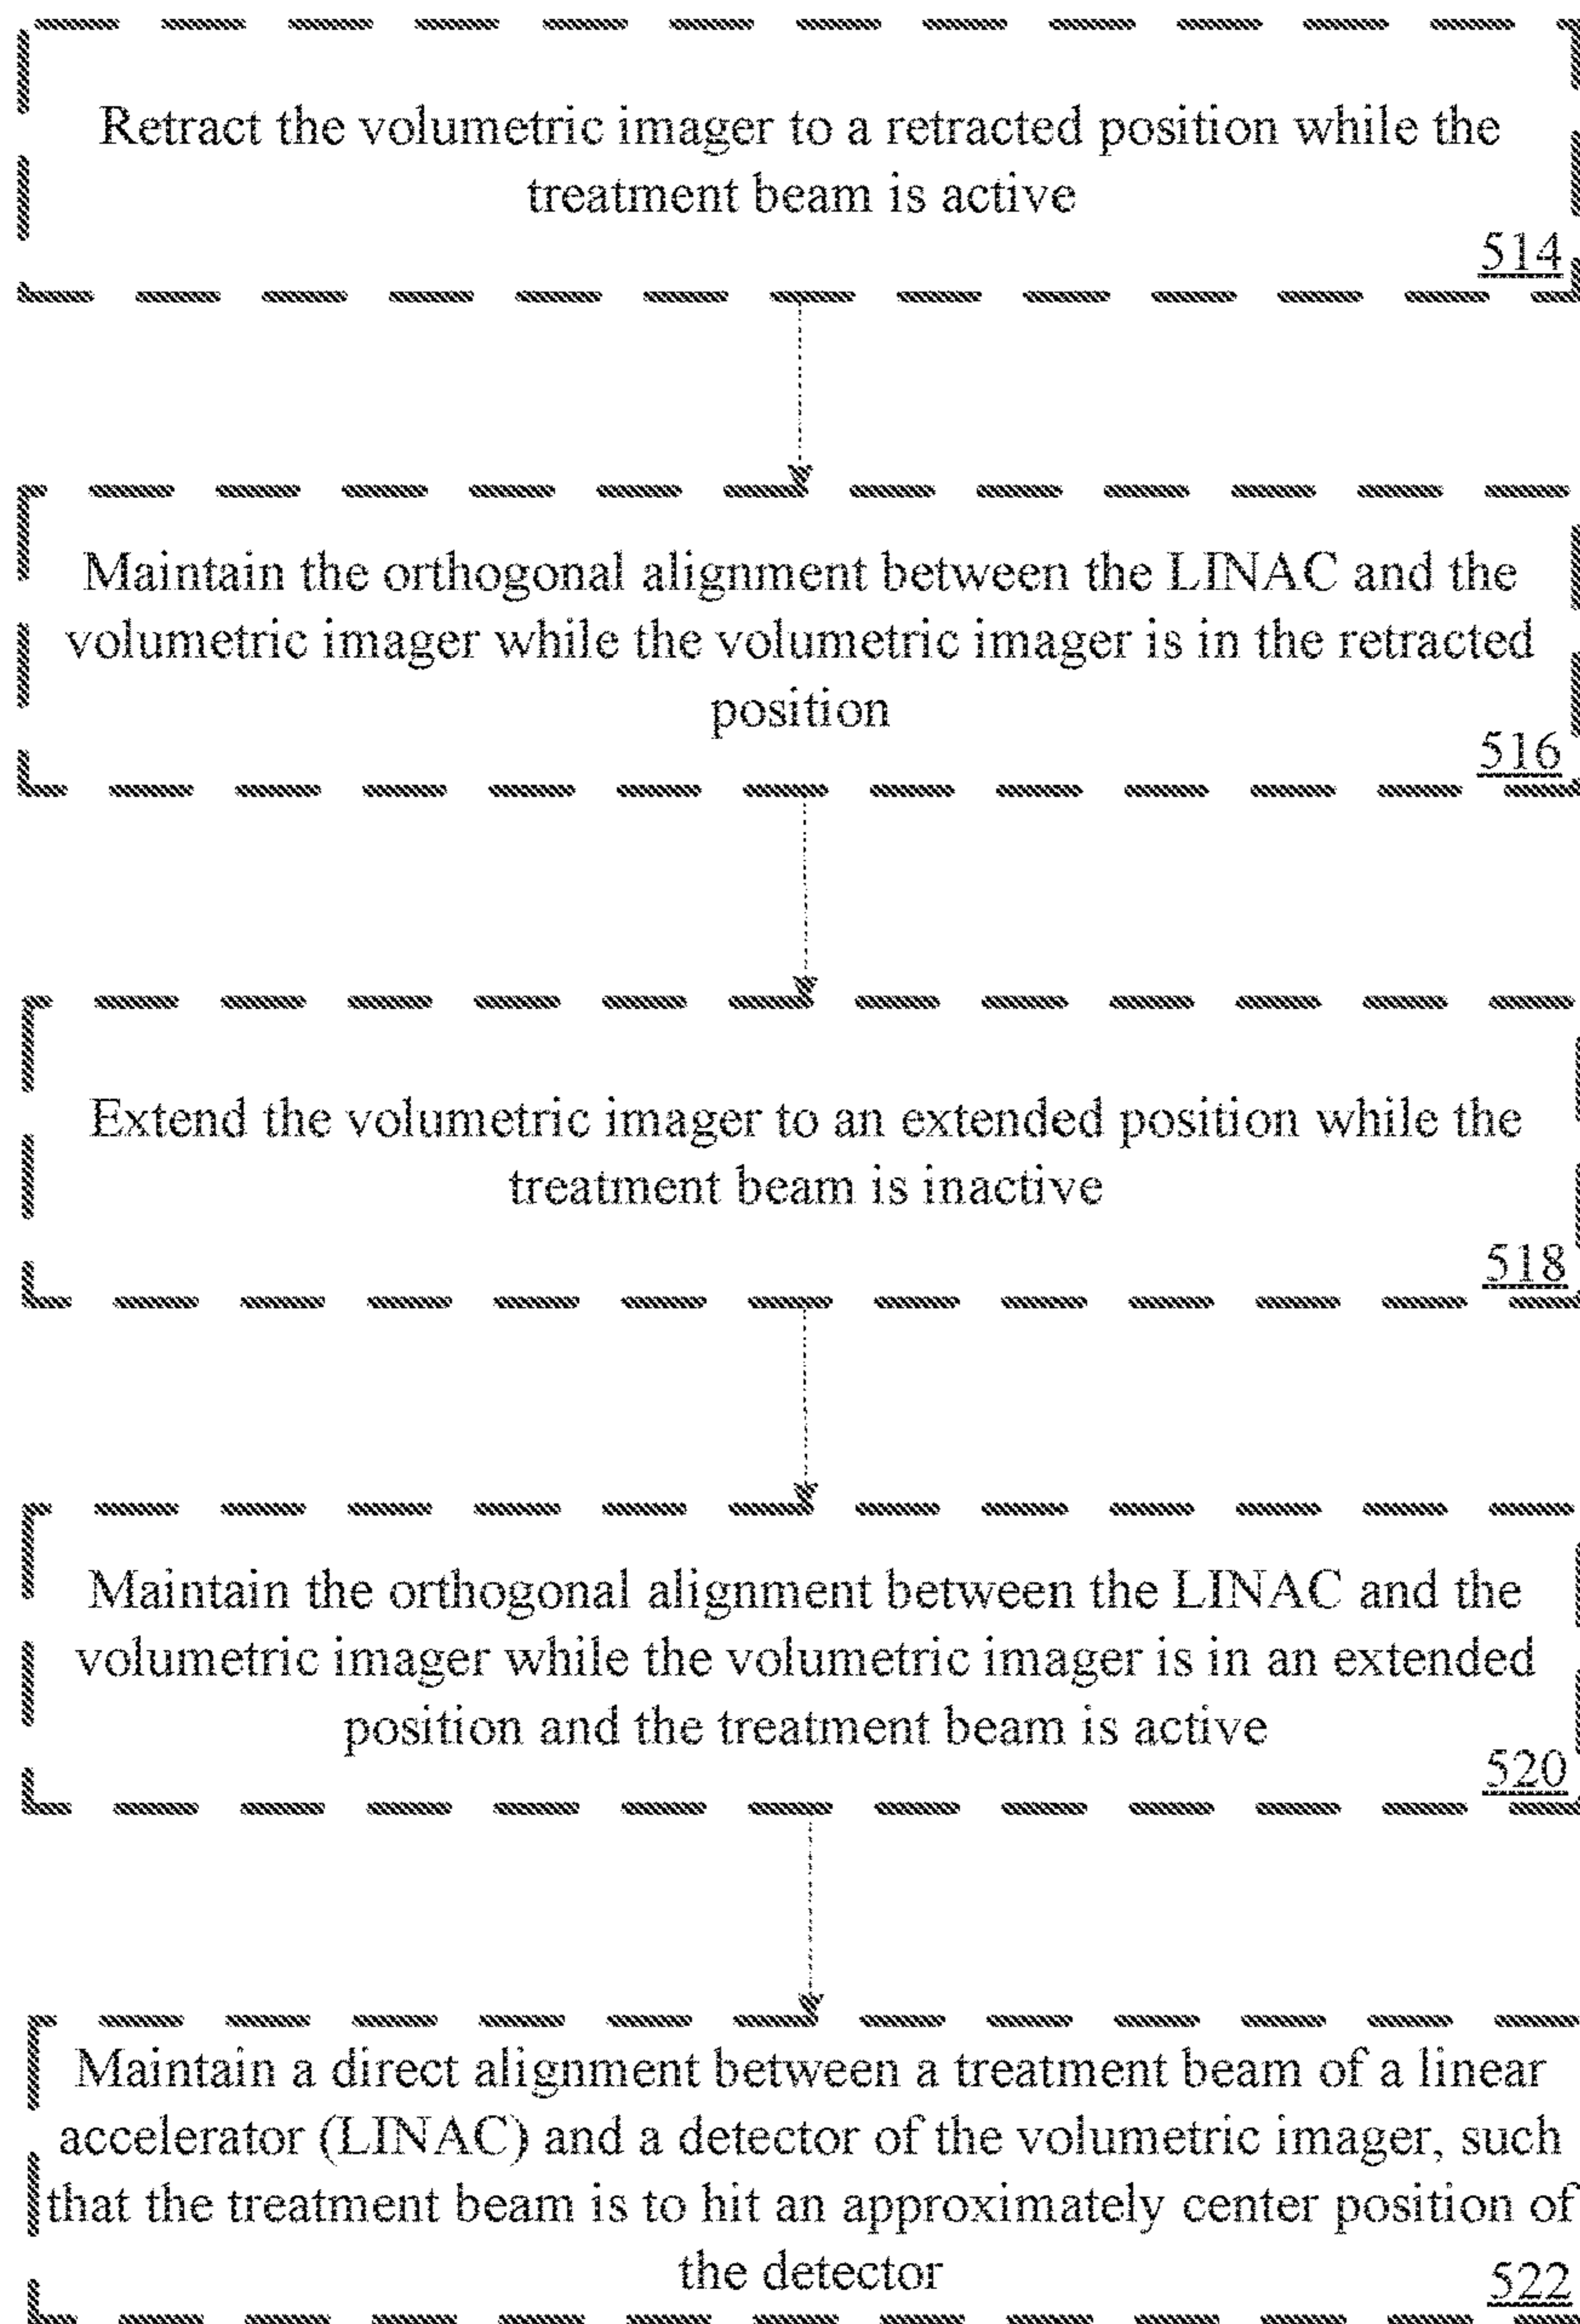 Retract the volumetric imager to a retracted position while the
treatment beam is active
514
Maintain the orthogonal alignment between the LINAC and the
volumetric imager while the volumetric imager is in the retracted
position
516
Extend the volumetric imager to an extended position while the
treatment beam is inactive
518
Maintain the orthogonal alignment between the LINAC and the
volumetric imager while the volumetric imager is in an extended
position and the treatment beam is active
520
Maintain a direct alignment between a treatment beam of a linear
accelerator (LINAC) and a detector of the volumetric imager, such
that the treatment beam is to hit an approximately center position of
the detector
522